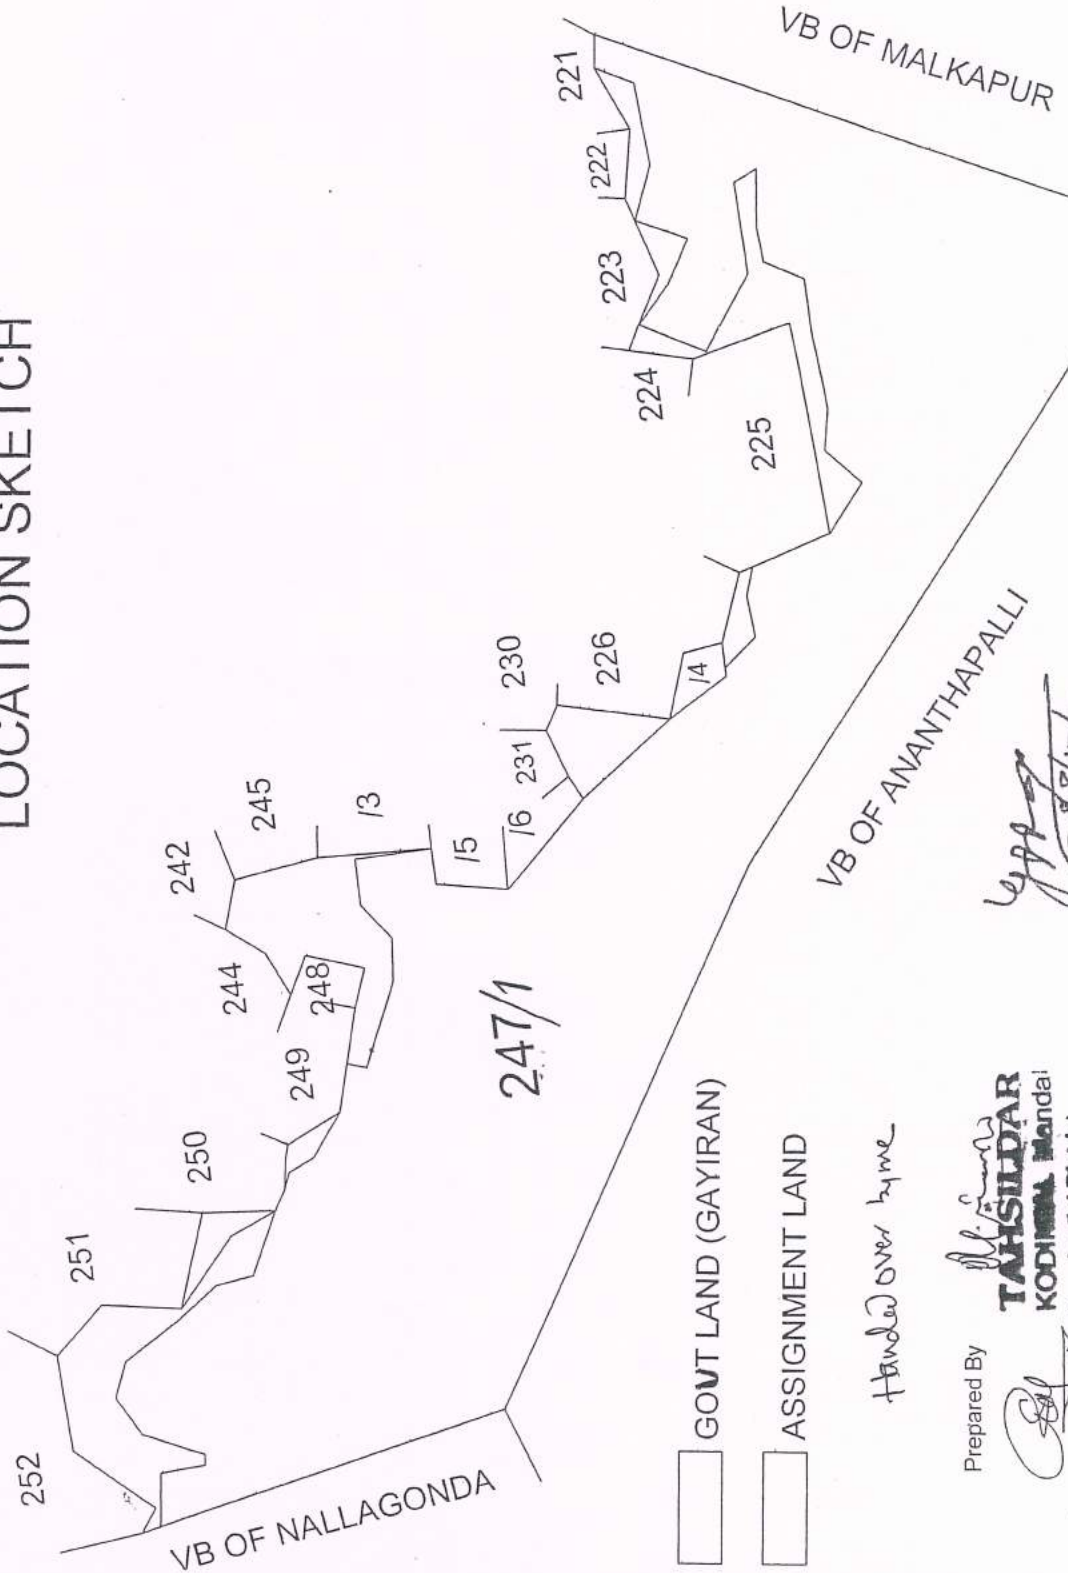 LOCATION SKETCH
252
251
250
249
248
244
242
245
/3
/5
/6
231
230
226
/4
225
224
223
222
221
247/1
VB OF NALLAGONDA
VB OF ANANTHAPALLI
VB OF MALKAPUR
GOVT LAND (GAYIRAN)
ASSIGNMENT LAND
Handed over by me
Prepared By
TAHSILDAR
Mandal